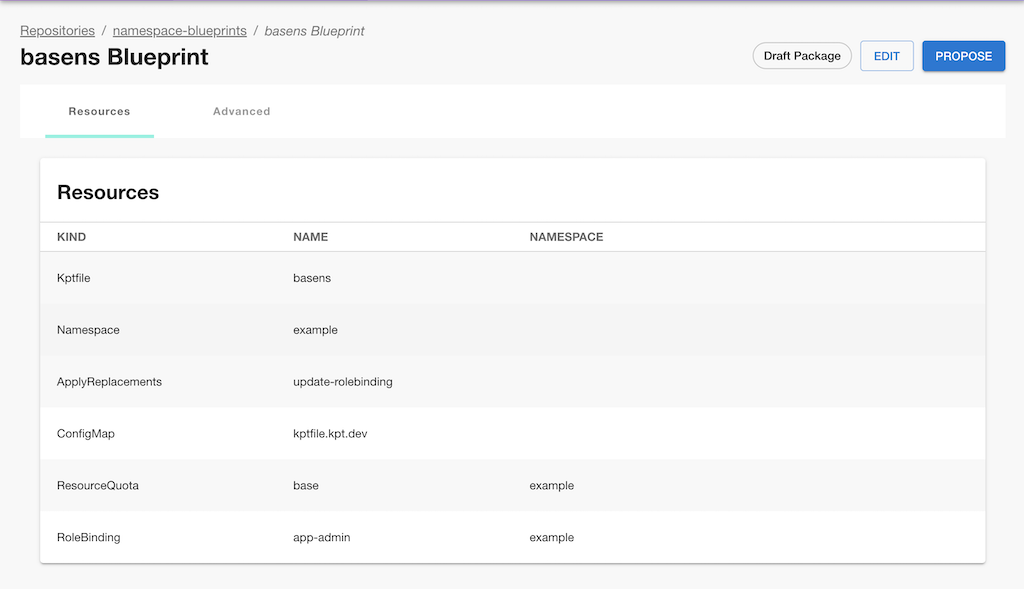 Repositories / namespace-blueprints / basens Blueprint
basens Blueprint
Draft Package EDIT PROPOSE
Resources Advanced
Resources
KIND NAME NAMESPACE
Kptfile basens
Namespace example
ApplyReplacements update-rolebinding
ConfigMap kptfile.kpt.dev
ResourceQuota base example
RoleBinding app-admin example